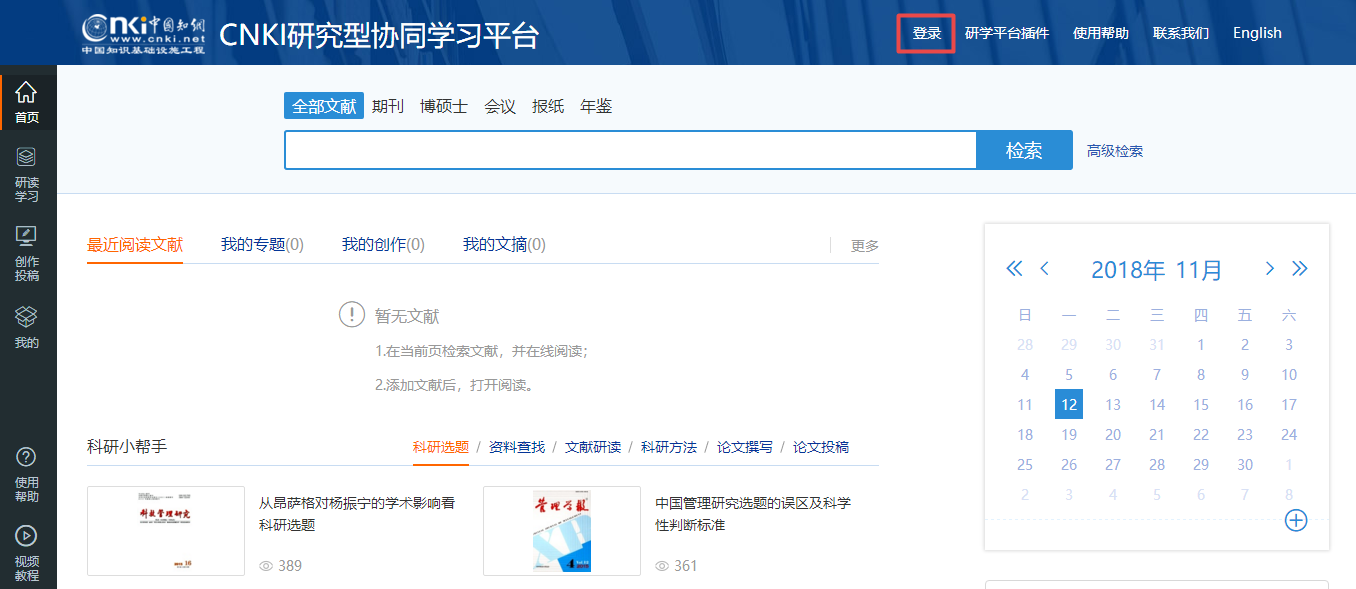 CNKI中国知网
www.cnki.net
中国知识基础设施工程
CNKI研究型协同学习平台
登录
研学平台插件
使用帮助
联系我们
English
首页
研读
学习
创作
投稿
我的
使用
帮助
视频
教程
全部文献 期刊 博硕士 会议 报纸 年鉴
检索
高级检索
最近阅读文献 我的专题(0) 我的创作(0) 我的文摘(0) 更多
暂无文献
1.在当前页检索文献，并在线阅读；
2.添加文献后，打开阅读。
科研小帮手
科研选题 / 资料查找 / 文献研读 / 科研方法 / 论文撰写 / 论文投稿
科技管理研究
从昂萨格对杨振宁的学术影响看
科研选题
389
管理学报
4
中国管理研究选题的误区及科学
性判断标准
361
2018年 11月
日 一 二 三 四 五 六
28 29 30 31 1 2 3
4 5 6 7 8 9 10
11 12 13 14 15 16 17
18 19 20 21 22 23 24
25 26 27 28 29 30 1
2 3 4 5 6 7 8